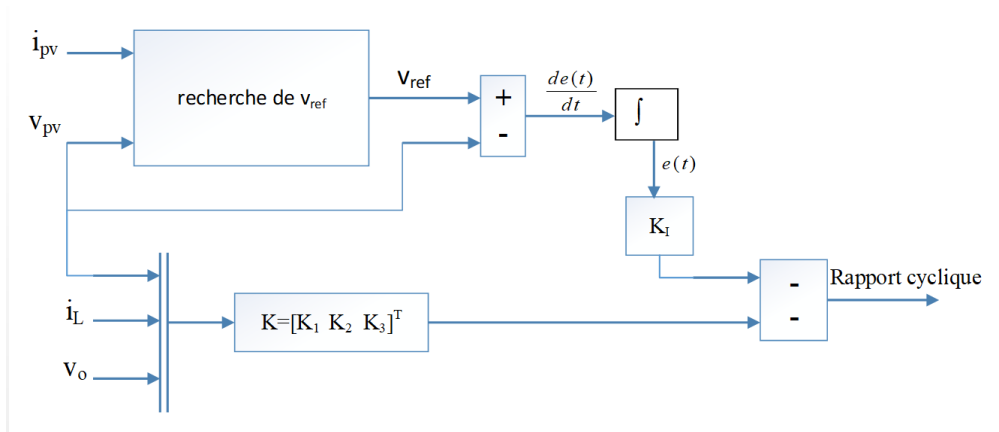 i_pv
v_pv
recherche de v_ref
v_ref
+
-
de(t)
dt
∫
e(t)
K_I
i_L
v_o
K=[K_1 K_2 K_3]^T
-
-
Rapport cyclique